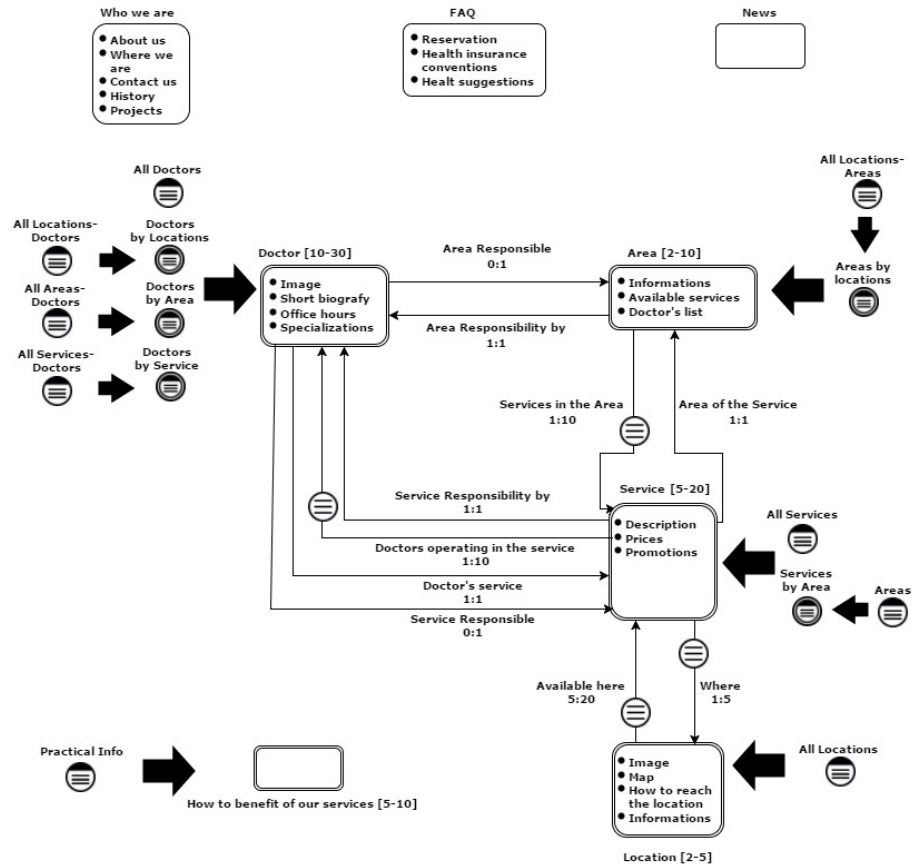 Who we are
About us
Where we
are
Contact us
History
Projects
FAQ
Reservation
Health insurance
conventions
Healt suggestions
News
All Doctors
All Locations-
Doctors
Doctors
by Locations
All Areas-
Doctors
Doctors
by Area
All Services-
Doctors
Doctors
by Service
Doctor [10-30]
Image
Short biografy
Office hours
Specializations
Area Responsible
0:1
Area Responsibility by
1:1
Area [2-10]
Informations
Available services
Doctor's list
All Locations-
Areas
Areas by
locations
Services in the Area
1:10
Area of the Service
1:1
Service Responsibility by
1:1
Doctors operating in the service
1:10
Doctor's service
1:1
Service Responsible
0:1
Service [5-20]
Description
Prices
Promotions
All Services
Services
by Area
Areas
Available here
5:20
Where
1:5
Practical Info
How to benefit of our services [5-10]
Image
Map
How to reach
the location
Informations
All Locations
Location [2-5]